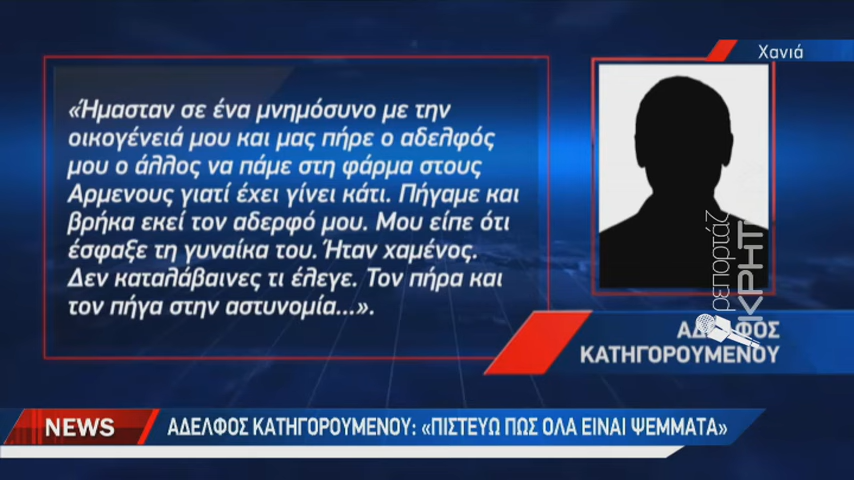 Χανιά
«Ήμασταν σε ένα μνημόσυνο με την
οικογένειά μου και μας πήρε ο αδελφός
μου ο άλλος να πάμε στη φάρμα στους
Αρμενους γιατί έχει γίνει κάτι. Πήγαμε και
βρήκα εκεί τον αδερφό μου. Μου είπε ότι
έσφαξε τη γυναίκα του. Ήταν χαμένος.
Δεν καταλάβαινες τι έλεγε. Τον πήρα και
τον πήγα στην αστυνομία...».
ρεπορτάζ
ΚΡΗΤΗ
ΑΔΕΛΦΟΣ
ΚΑΤΗΓΟΡΟΥΜΕΝΟΥ
NEWS
ΑΔΕΛΦΟΣ ΚΑΤΗΓΟΡΟΥΜΕΝΟΥ: «ΠΙΣΤΕΥΩ ΠΩΣ ΟΛΑ ΕΙΝΑΙ ΨΕΜΜΑΤΑ»